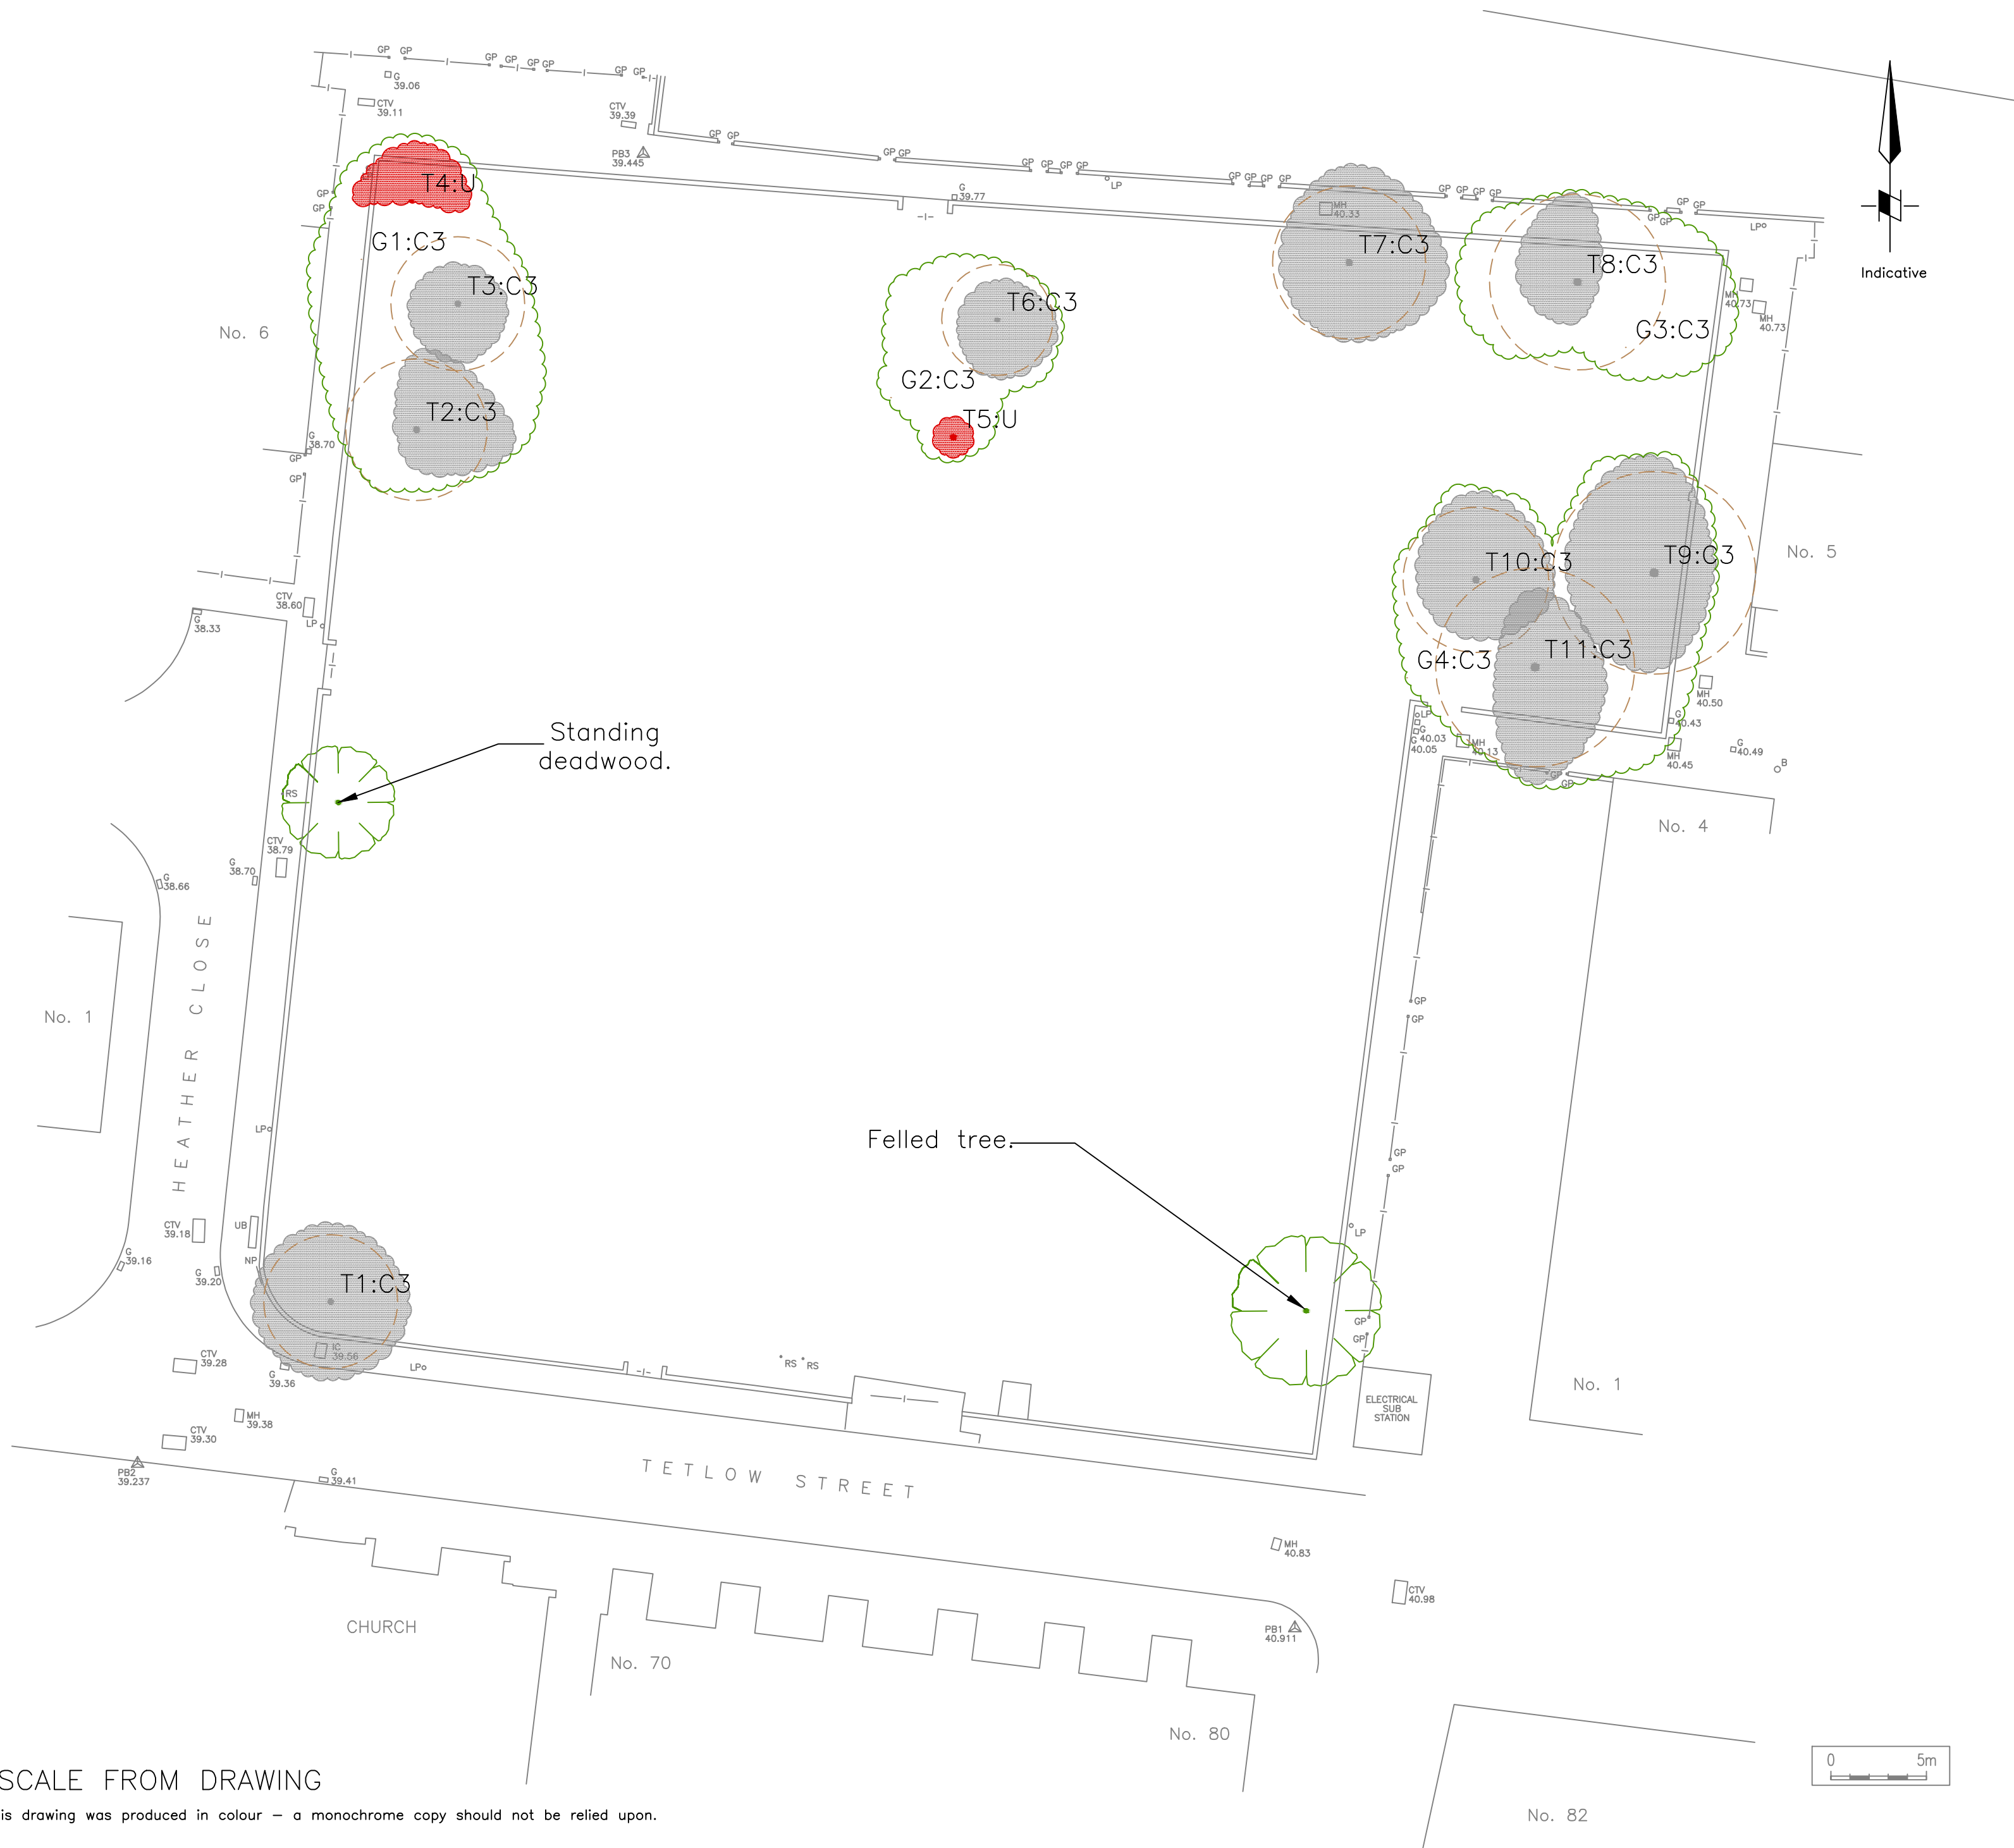 GP GP GP GP GP GP GP GP
G
39.06
CTV
39.11
CTV
39.39
PB3
39.445
GP GP
GP GP
GP GP GP GP
LP
G
39.77
GP GP GP
GP GP GP GP
GP GP
GP GP
LP
MH
40.33
Indicative
T4:U
GP
GP
G1:C3
T3:C3
T2:C3
No. 6
G
38.70
GP
GP
T6:C3
G2:C3
T5:U
T7:C3
T8:C3
G3:C3
MH
40.73
MH
40.73
T9:C3
T10:C3
T11:C3
G4:C3
No. 5
CTV
38.60
LP
G
38.33
LP
G
40.03
G
40.05
MH
40.13
MH
40.50
G
40.43
MH
40.45
G
40.49
B
GP
GP
No. 4
Standing
deadwood.
RS
CTV
38.79
G
38.70
G
38.66
No. 1
HEATHER CLOSE
GP
GP
LP
Felled tree.
GP
GP
LP
GP
GP
CTV
39.18
UB
NP
G
39.16
G
39.20
T1:C3
IC
39.56
LP
G
39.36
CTV
39.28
RS RS
ELECTRICAL
SUB
STATION
No. 1
MH
39.38
CTV
39.30
PB2
39.237
G
39.41
TETLOW STREET
MH
40.83
CTV
40.98
PB1
40.911
CHURCH
No. 70
No. 80
No. 82
0 5m
SCALE FROM DRAWING
is drawing was produced in colour – a monochrome copy should not be relied upon.